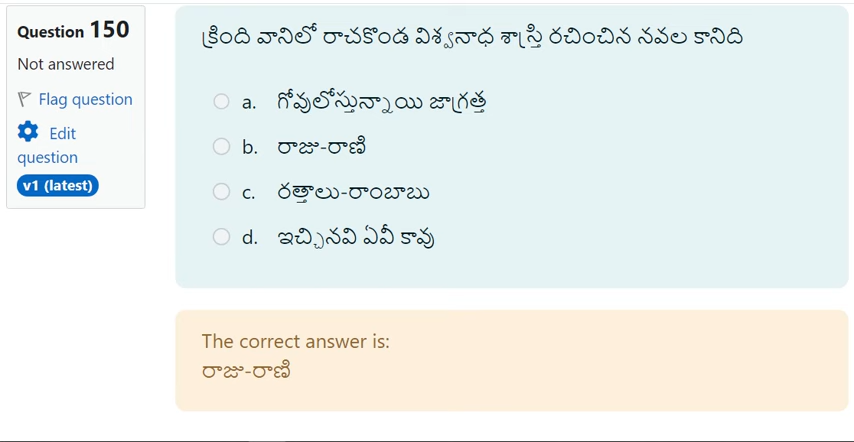 Question 150
Not answered
Flag question
Edit
question
v1 (latest)
క్రింది వానిలో రాచకొండ విశ్వనాధ శాస్త్రి రచించిన నవల కానిది
a. గోవులోస్తున్నాయి జాగ్రత్త
b. రాజు-రాణి
c. రత్తాలు-రాంబాబు
d. ఇచ్చినవి ఏవీ కావు
The correct answer is:
రాజు-రాణి